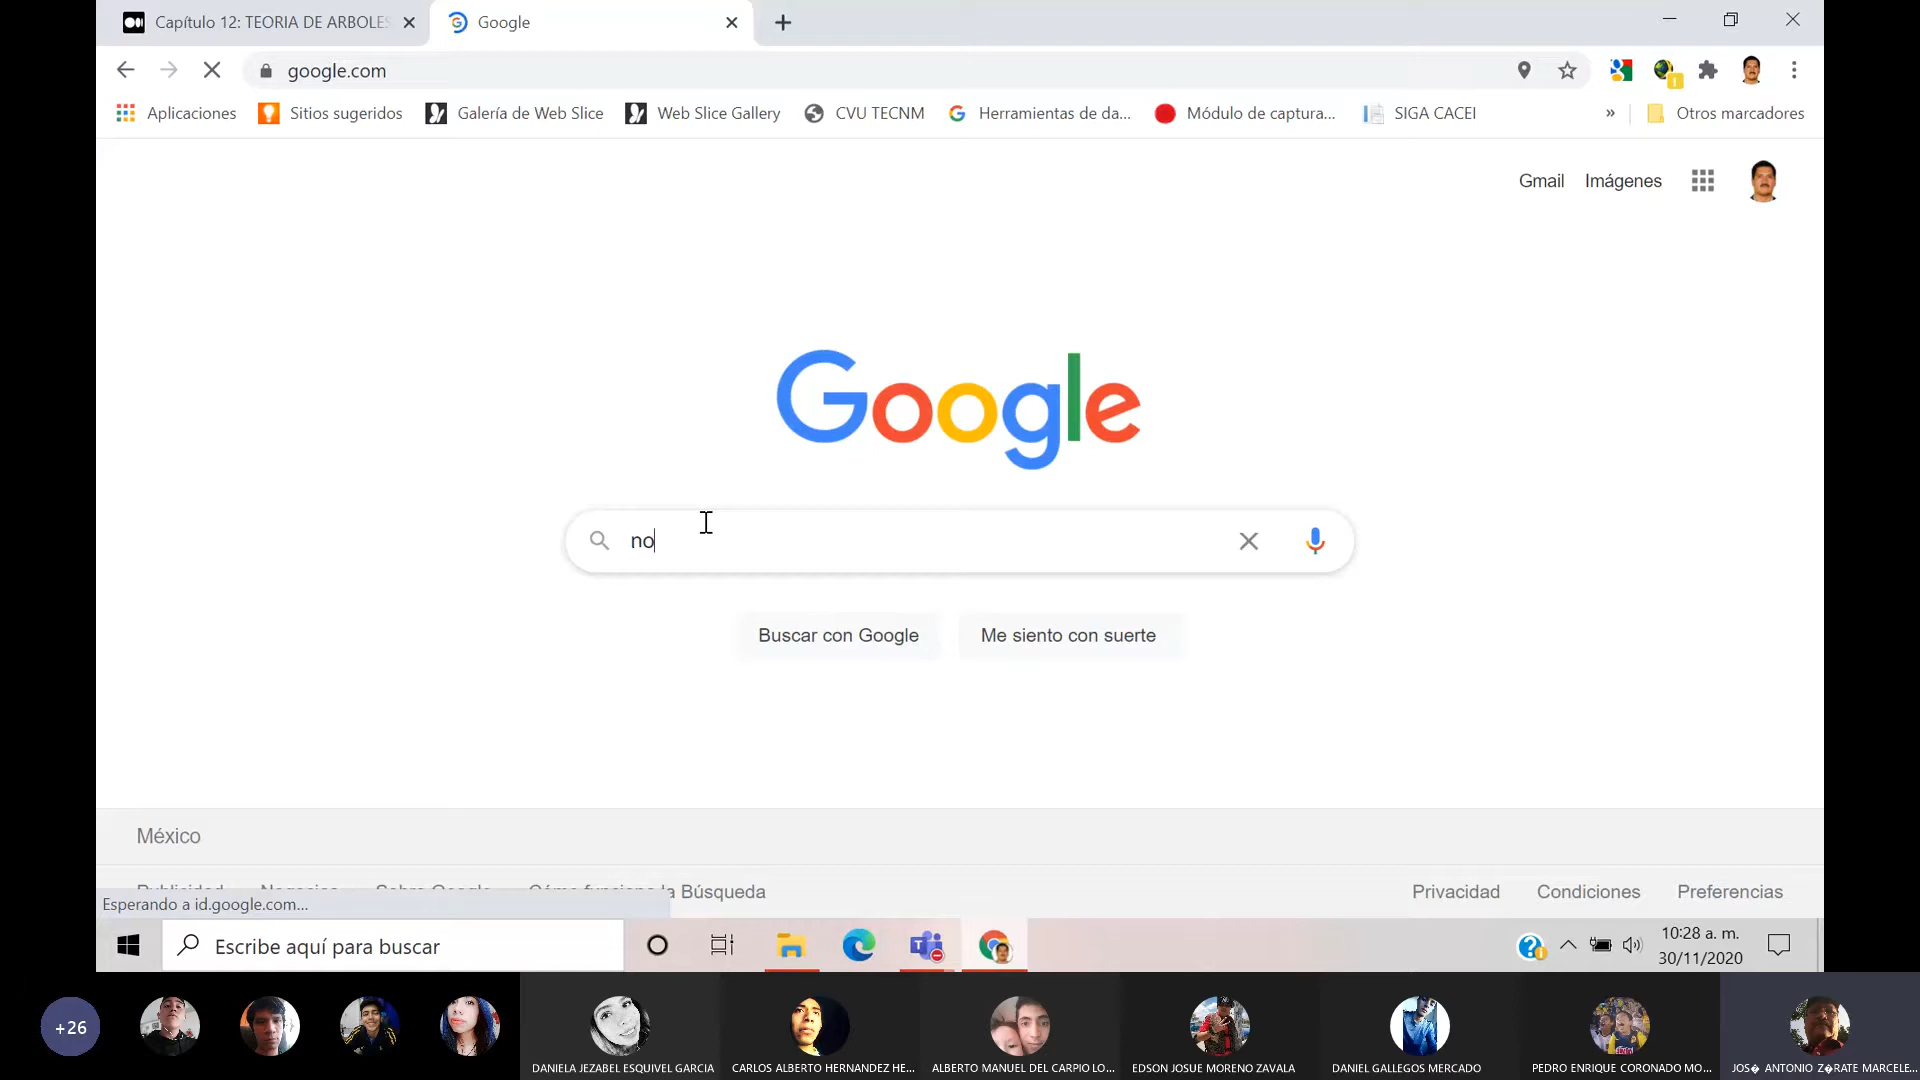 Capítulo 12: TEORIA DE ARBOLES
Google
google.com
Aplicaciones
Sitios sugeridos
Galería de Web Slice
Web Slice Gallery
CVU TECNM
Herramientas de da...
Módulo de captura...
SIGA CACEI
»
Otros marcadores
Gmail
Imágenes
Google
no
Buscar con Google
Me siento con suerte
México
a Búsqueda
Privacidad
Condiciones
Preferencias
Esperando a id.google.com...
Escribe aquí para buscar
10:28 a. m.
30/11/2020
+26
DANIELA JEZABEL ESQUIVEL GARCIA
CARLOS ALBERTO HERNANDEZ HE...
ALBERTO MANUEL DEL CARPIO LO...
EDSON JOSUE MORENO ZAVALA
DANIEL GALLEGOS MERCADO
PEDRO ENRIQUE CORONADO MO...
JOS� ANTONIO Z�RATE MARCELE...